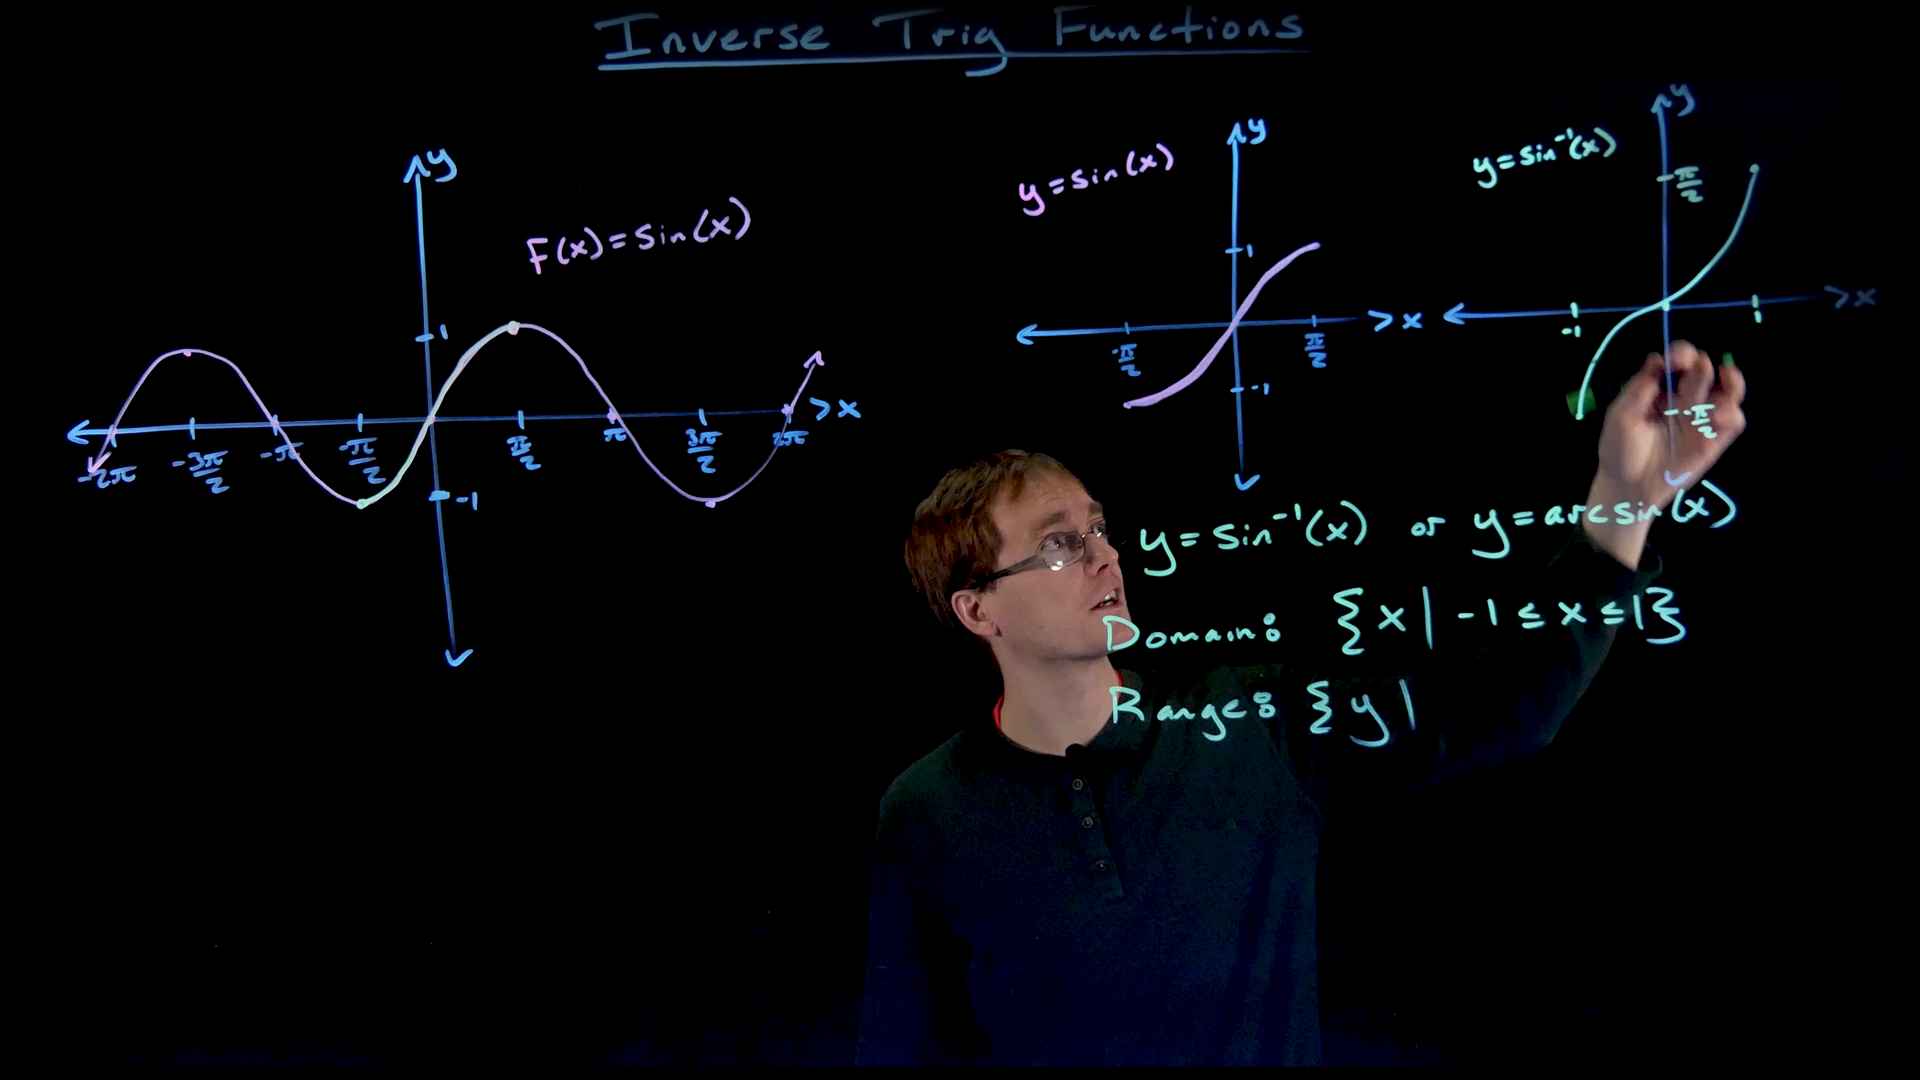 Inverse Trig Functions
y
F(x)=sin(x)
1
-2π -3π/2 -π -π/2 π/2 π 3π/2 2π x
-1
y
y=sin(x)
1
-π/2 π/2 x
-1
y
y=sin⁻¹(x)
π/2
-1 1 x
-π/2
y=sin⁻¹(x) or y=arcsin(x)
Domain: {x| -1≤x≤1}
Range: {y|